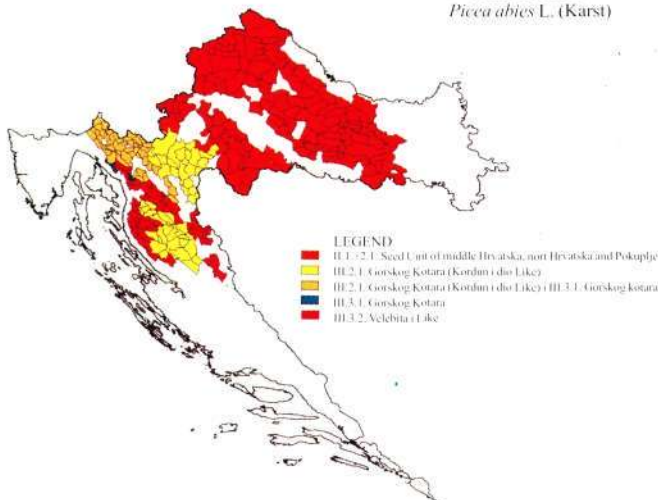 Picea abies L. (Karst)
LEGEND
II.1.-2.1. Seed Unit of middle Hrvatska, nort Hrvatska and Pokuplje
III.2.1. Gorskog Kotara (Kordun i dio Like)
III.2.1. Gorskog Kotara (Kordun i dio Like) i III.3.1. Gorskog kotara
III.3.1. Gorskog Kotara
III.3.2. Velebita i Like